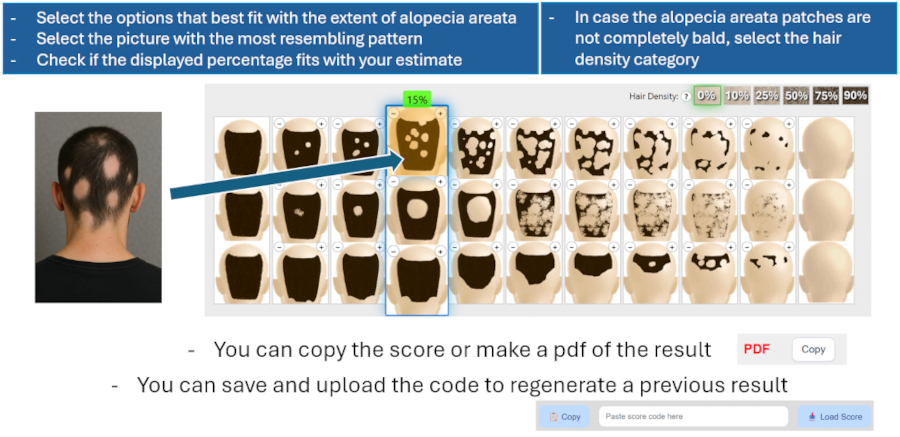 - Select the options that best fit with the extent of alopecia areata
- Select the picture with the most resembling pattern
- Check if the displayed percentage fits with your estimate
- In case the alopecia areata patches are
not completely bald, select the hair
density category
Hair Density: ? 0% 10% 25% 50% 75% 90%
15%
- You can copy the score or make a pdf of the result
PDF Copy
- You can save and upload the code to regenerate a previous result
Copy Paste score code here Load Score